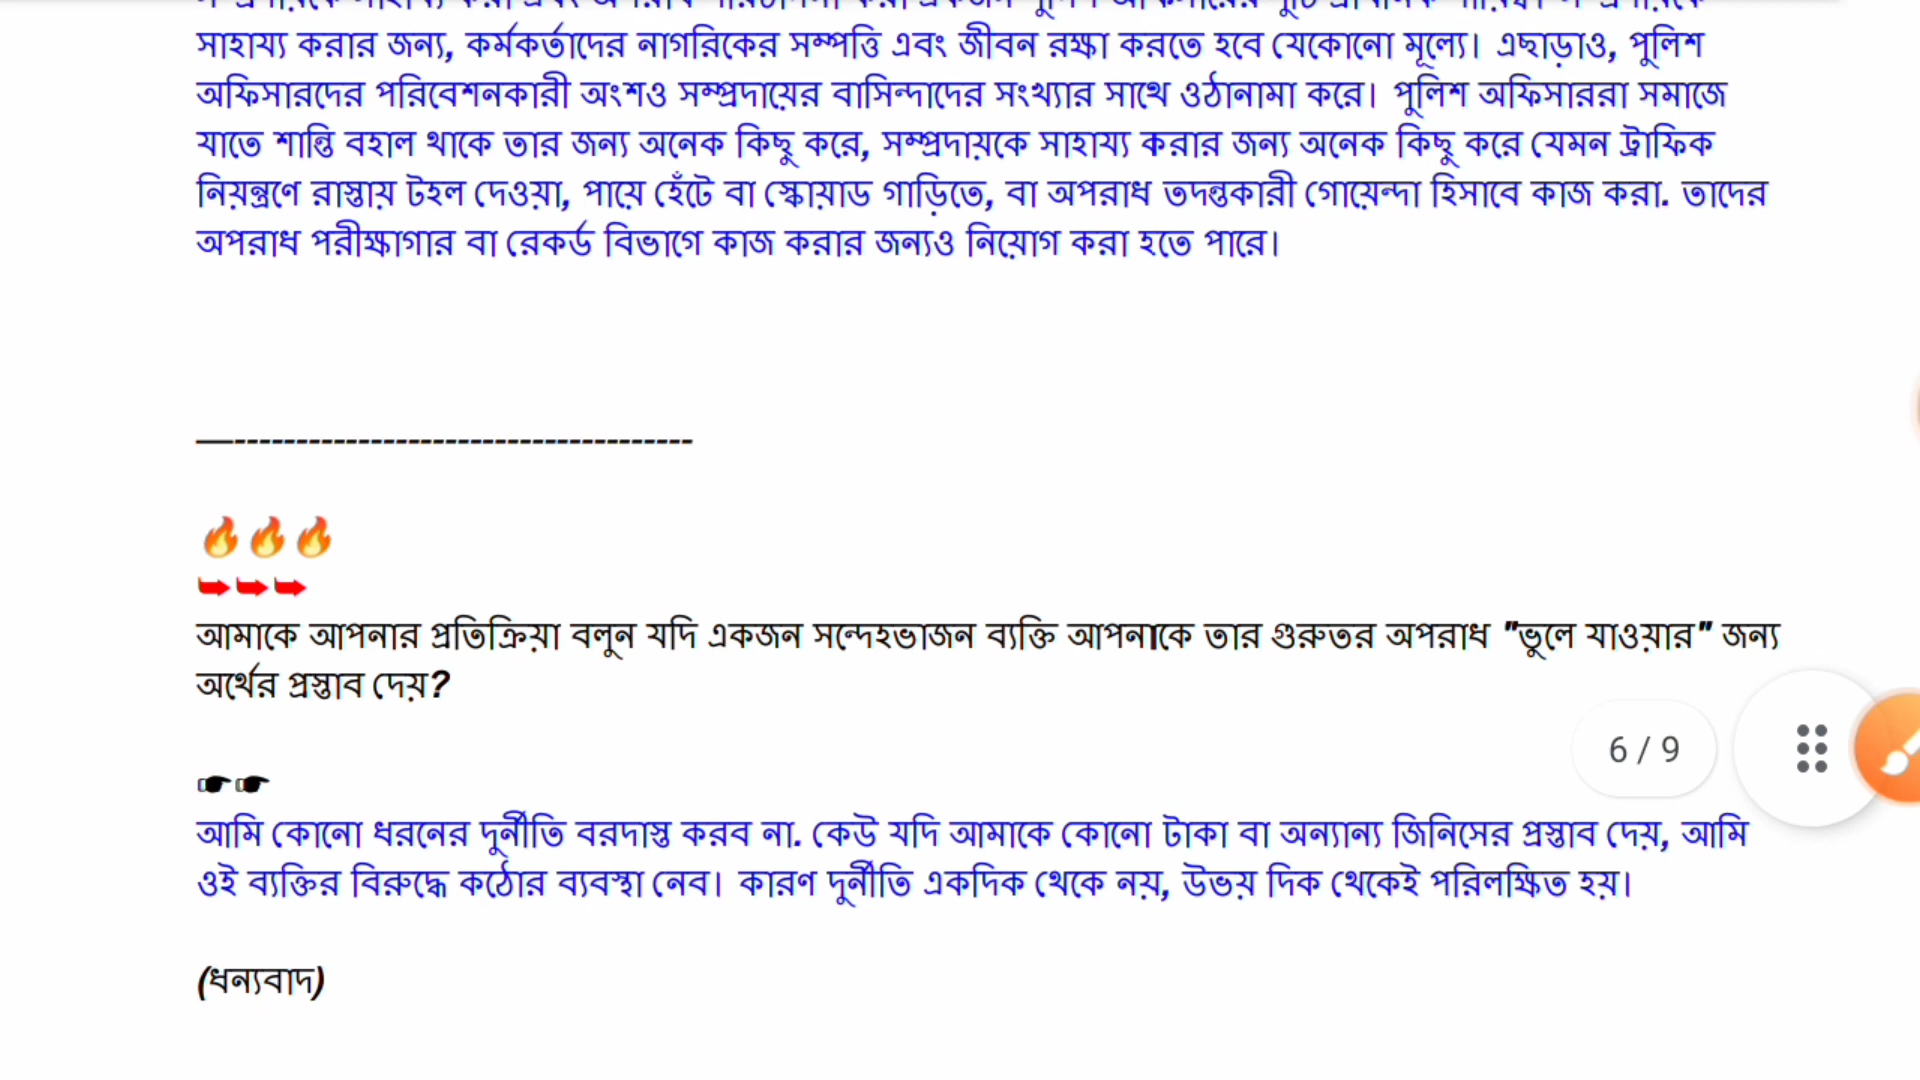 সাহায্য করার জন্য, কর্মকর্তাদের নাগরিকের সম্পত্তি এবং জীবন রক্ষা করতে হবে যেকোনো মূল্যে। এছাড়াও, পুলিশ
অফিসারদের পরিবেশনকারী অংশও সম্প্রদায়ের বাসিন্দাদের সংখ্যার সাথে ওঠানামা করে। পুলিশ অফিসাররা সমাজে
যাতে শান্তি বহাল থাকে তার জন্য অনেক কিছু করে, সম্প্রদায়কে সাহায্য করার জন্য অনেক কিছু করে যেমন ট্রাফিক
নিয়ন্ত্রণে রাস্তায় টহল দেওয়া, পায়ে হেঁটে বা স্কোয়াড গাড়িতে, বা অপরাধ তদন্তকারী গোয়েন্দা হিসাবে কাজ করা. তাদের
অপরাধ পরীক্ষাগার বা রেকর্ড বিভাগে কাজ করার জন্যও নিয়োগ করা হতে পারে।
—-------------------------------------
🔥🔥🔥
➥➥➥
আমাকে আপনার প্রতিক্রিয়া বলুন যদি একজন সন্দেহভাজন ব্যক্তি আপনাকে তার গুরুতর অপরাধ "ভুলে যাওয়ার" জন্য
অর্থের প্রস্তাব দেয়?
6 / 9
☛☛
আমি কোনো ধরনের দুর্নীতি বরদাস্ত করব না. কেউ যদি আমাকে কোনো টাকা বা অন্যান্য জিনিসের প্রস্তাব দেয়, আমি
ওই ব্যক্তির বিরুদ্ধে কঠোর ব্যবস্থা নেব। কারণ দুর্নীতি একদিক থেকে নয়, উভয় দিক থেকেই পরিলক্ষিত হয়।
(ধন্যবাদ)